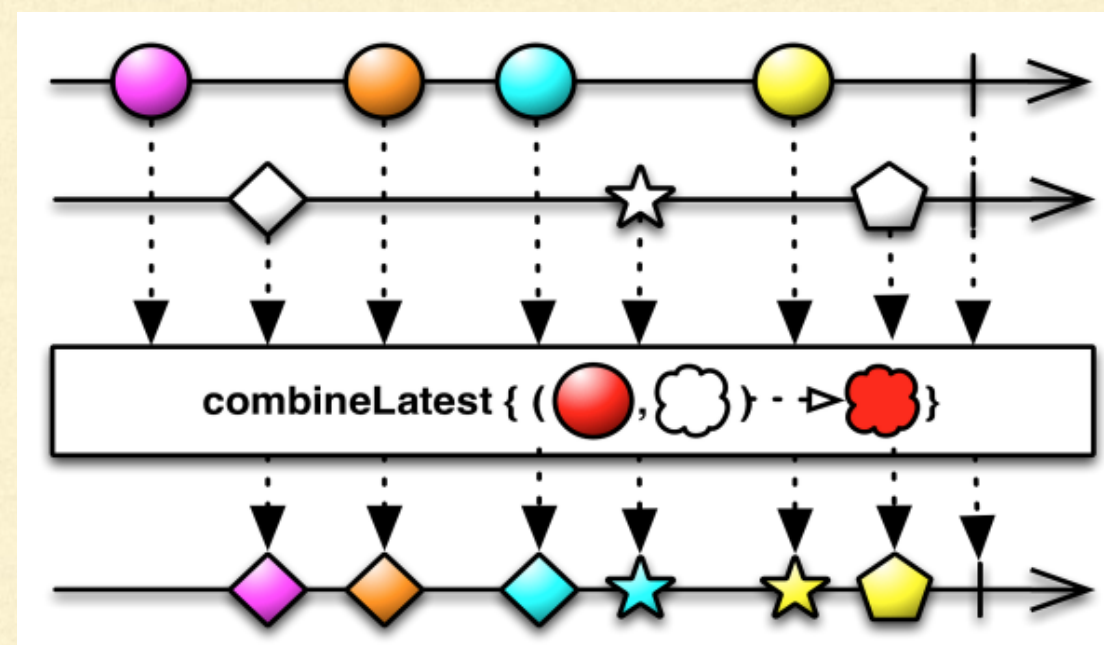 combineLatest { ( , ) }